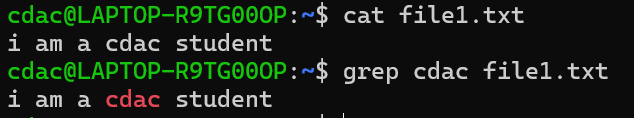 cdac@LAPTOP-R9TG00OP:~$ cat file1.txt
i am a cdac student
cdac@LAPTOP-R9TG00OP:~$ grep cdac file1.txt
i am a cdac student